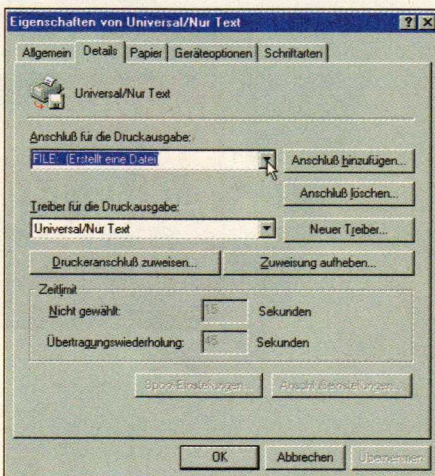 Eigenschaften von Universal/Nur Text
Allgemein Details Papier Geräteoptionen Schriftarten
Universal/Nur Text
Anschluß für die Druckausgabe:
FILE: (Erstellt eine Datei) Anschluß hinzufügen...
Anschluß löschen...
Treiber für die Druckausgabe:
Universal/Nur Text Neuer Treiber...
Druckeranschluß zuweisen... Zuweisung aufheben...
Zeitlimit
Nicht gewählt: 15 Sekunden
Übertragungswiederholung: 45 Sekunden
Spool-Einstellungen... Anschlußeinstellungen...
OK Abbrechen Übernehmen